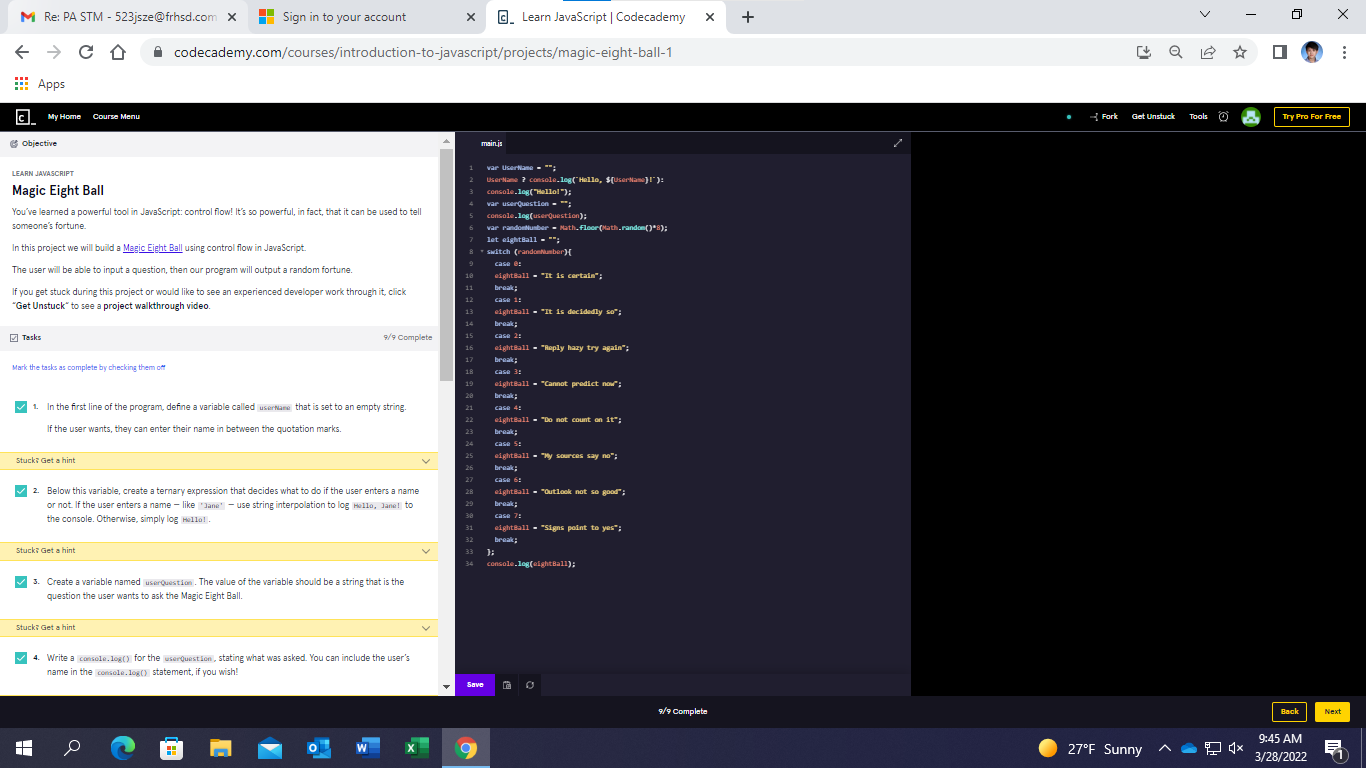 Re: PA STM - 523jsze@frhsd.com
Sign in to your account
Learn JavaScript | Codecademy
codecademy.com/courses/introduction-to-javascript/projects/magic-eight-ball-1
Apps
My Home Course Menu
Fork Get Unstuck Tools Try Pro For Free
Objective
LEARN JAVASCRIPT
Magic Eight Ball
You've learned a powerful tool in JavaScript: control flow! It's so powerful, in fact, that it can be used to tell
someone's fortune.
In this project we will build a Magic Eight Ball using control flow in JavaScript.
The user will be able to input a question, then our program will output a random fortune.
If you get stuck during this project or would like to see an experienced developer work through it, click
"Get Unstuck" to see a project walkthrough video.
Tasks
9/9 Complete
Mark the tasks as complete by checking them off
1. In the first line of the program, define a variable called userName that is set to an empty string.
If the user wants, they can enter their name in between the quotation marks.
Stuck? Get a hint
2. Below this variable, create a ternary expression that decides what to do if the user enters a name
or not. If the user enters a name — like 'Jane' — use string interpolation to log Hello, Jane! to
the console. Otherwise, simply log Hello!.
Stuck? Get a hint
3. Create a variable named userQuestion. The value of the variable should be a string that is the
question the user wants to ask the Magic Eight Ball.
Stuck? Get a hint
4. Write a console.log() for the userQuestion, stating what was asked. You can include the user's
name in the console.log() statement, if you wish!
main.js
1 var UserName = "";
2 UserName ? console.log(`Hello, ${UserName}!`):
3 console.log("Hello!");
4 var userQuestion = "";
5 console.log(userQuestion);
6 var randomNumber = Math.floor(Math.random()*8);
7 let eightBall = "";
8 switch (randomNumber){
9 case 0:
10 eightBall = "It is certain";
11 break;
12 case 1:
13 eightBall = "It is decidedly so";
14 break;
15 case 2:
16 eightBall = "Reply hazy try again";
17 break;
18 case 3:
19 eightBall = "Cannot predict now";
20 break;
21 case 4:
22 eightBall = "Do not count on it";
23 break;
24 case 5:
25 eightBall = "My sources say no";
26 break;
27 case 6:
28 eightBall = "Outlook not so good";
29 break;
30 case 7:
31 eightBall = "Signs point to yes";
32 break;
33 };
34 console.log(eightBall);
Save
9/9 Complete
Back Next
27°F Sunny
9:45 AM
3/28/2022
1